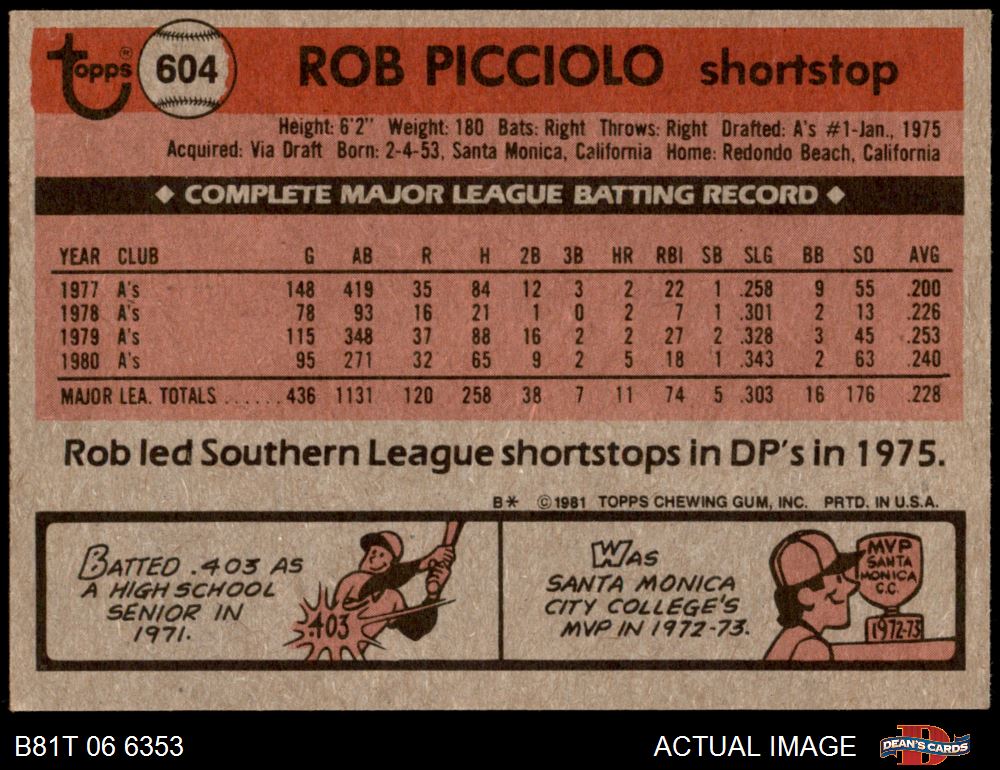 topps® 604 ROB PICCIOLO shortstop
Height: 6'2" Weight: 180 Bats: Right Throws: Right Drafted: A's #1-Jan., 1975
Acquired: Via Draft Born: 2-4-53, Santa Monica, California Home: Redondo Beach, California
◆ COMPLETE MAJOR LEAGUE BATTING RECORD ◆
YEAR CLUB G AB R H 2B 3B HR RBI SB SLG BB SO AVG
1977 A's 148 419 35 84 12 3 2 22 1 .258 9 55 .200
1978 A's 78 93 16 21 1 0 2 7 1 .301 2 13 .226
1979 A's 115 348 37 88 16 2 2 27 2 .328 3 45 .253
1980 A's 95 271 32 65 9 2 5 18 1 .343 2 63 .240
MAJOR LEA. TOTALS ...... 436 1131 120 258 38 7 11 74 5 .303 16 176 .228
Rob led Southern League shortstops in DP's in 1975.
B* ©1981 TOPPS CHEWING GUM, INC. PRTD. IN U.S.A.
BATTED .403 AS
A HIGH SCHOOL
SENIOR IN
1971.
.403
WAS
SANTA MONICA
CITY COLLEGE'S
MVP IN 1972-73.
MVP
SANTA
MONICA
C.C.
1972-73
B81T 06 6353 ACTUAL IMAGE D DEAN'S CARDS